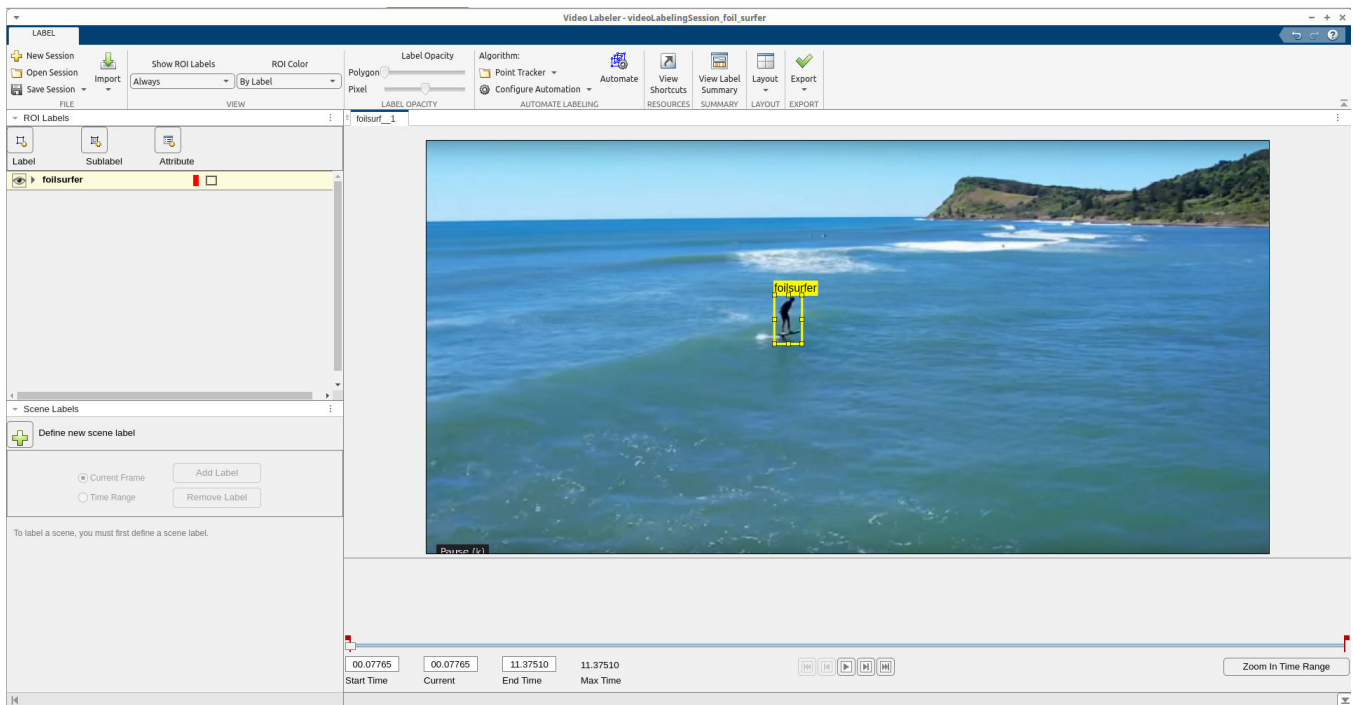 Video Labeler - videoLabelingSession_foil_surfer
LABEL
New Session
Open Session
Save Session
Import
FILE
Show ROI Labels
ROI Color
Always
By Label
VIEW
Label Opacity
Polygon
Pixel
LABEL OPACITY
Algorithm:
Point Tracker
Configure Automation
Automate
AUTOMATE LABELING
View
Shortcuts
RESOURCES
View Label
Summary
SUMMARY
Layout
LAYOUT
Export
EXPORT
ROI Labels
Label
Sublabel
Attribute
foilsurfer
Scene Labels
Define new scene label
Current Frame
Add Label
Time Range
Remove Label
To label a scene, you must first define a scene label.
foilsurf__1
foilsurfer
Pause (k)
00.07765
00.07765
11.37510
11.37510
Start Time
Current
End Time
Max Time
Zoom In Time Range